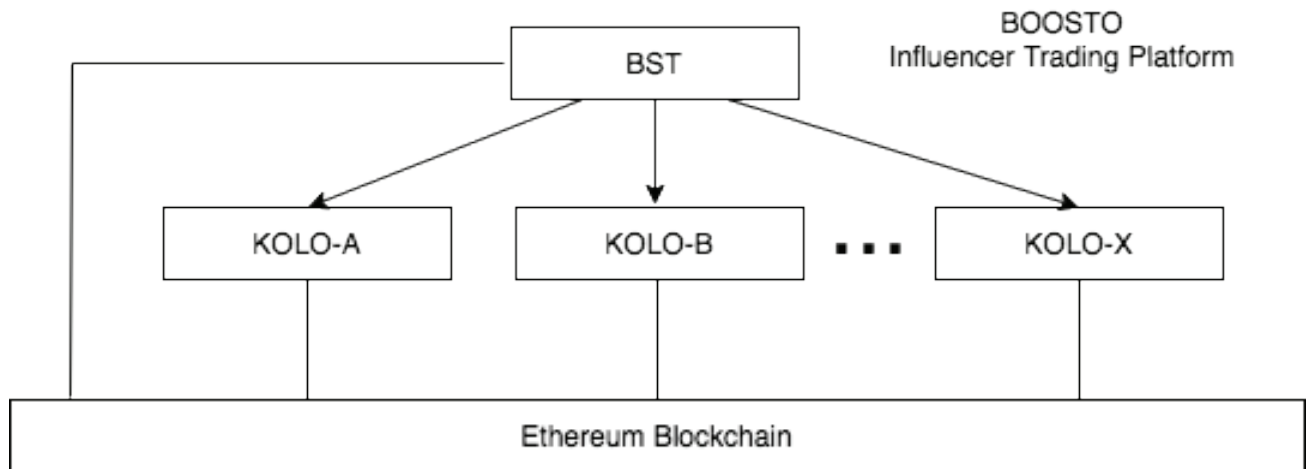 BOOSTO
Influencer Trading Platform
BST
KOLO-A
KOLO-B
KOLO-X
Ethereum Blockchain